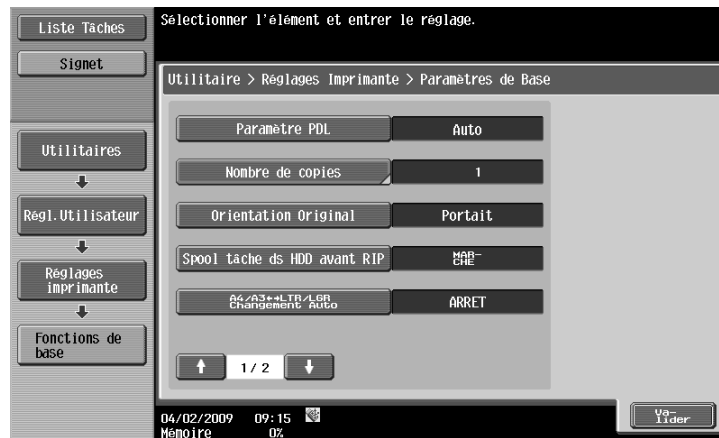 Liste Tâches
Signet
Sélectionner l'élément et entrer le réglage.
Utilitaire > Réglages Imprimante > Paramètres de Base
Utilitaires
Régl.Utilisateur
Réglages
imprimante
Fonctions de
base
Paramètre PDL
Auto
Nombre de copies
1
Orientation Original
Portait
Spool tâche ds HDD avant RIP
MAR-
CHE
A4/A3↔LTR/LGR
Changement Auto
ARRET
1/ 2
04/02/2009 09:15
Mémoire 0%
Va-
lider